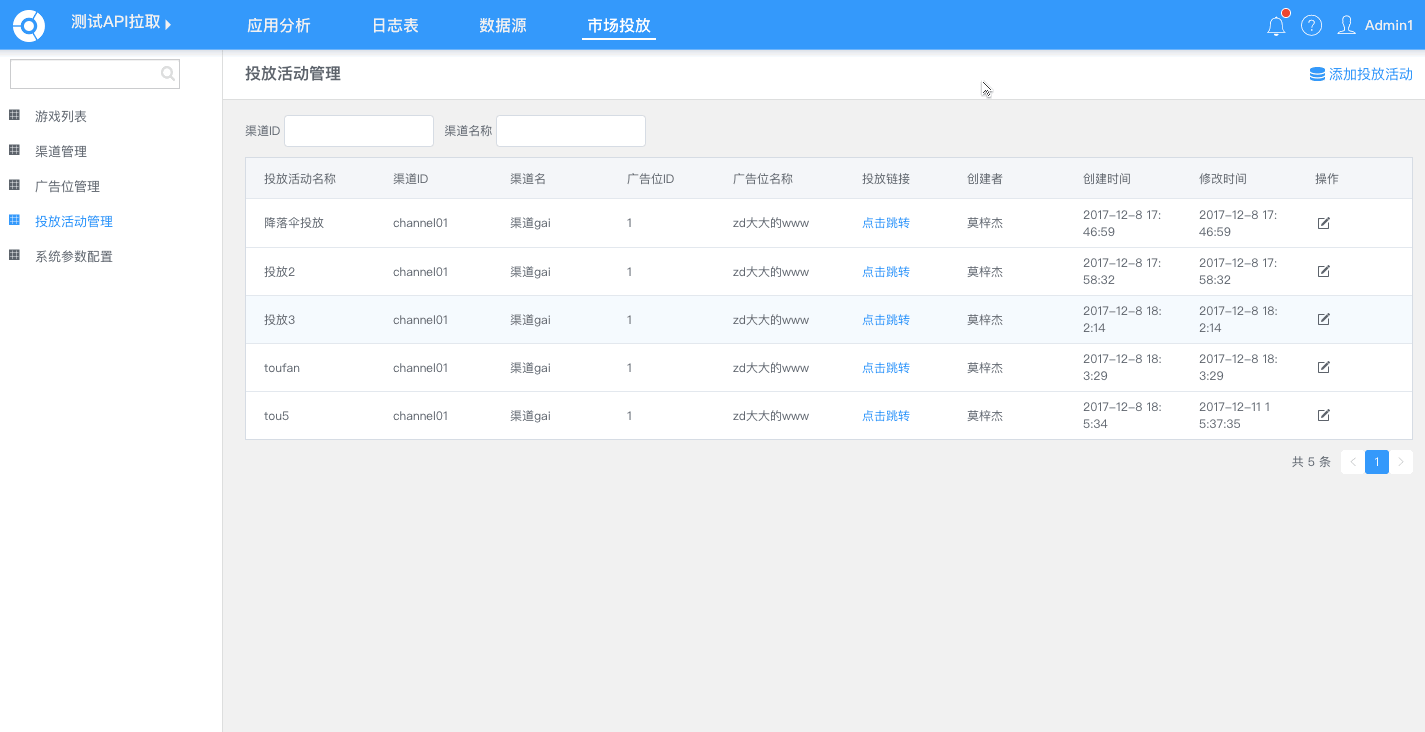 测试API拉取
应用分析 日志表 数据源 市场投放
Admin1
投放活动管理
添加投放活动
游戏列表
渠道管理
广告位管理
投放活动管理
系统参数配置
渠道ID 渠道名称
投放活动名称 渠道ID 渠道名 广告位ID 广告位名称 投放链接 创建者 创建时间 修改时间 操作
降落伞投放 channel01 渠道gai 1 zd大大的www 点击跳转 莫梓杰 2017-12-8 17: 2017-12-8 17:
46:59 46:59
投放2 channel01 渠道gai 1 zd大大的www 点击跳转 莫梓杰 2017-12-8 17: 2017-12-8 17:
58:32 58:32
投放3 channel01 渠道gai 1 zd大大的www 点击跳转 莫梓杰 2017-12-8 18: 2017-12-8 18:
2:14 2:14
toufan channel01 渠道gai 1 zd大大的www 点击跳转 莫梓杰 2017-12-8 18: 2017-12-8 18:
3:29 3:29
tou5 channel01 渠道gai 1 zd大大的www 点击跳转 莫梓杰 2017-12-8 18: 2017-12-11 1
5:34 5:37:35
共 5 条 1